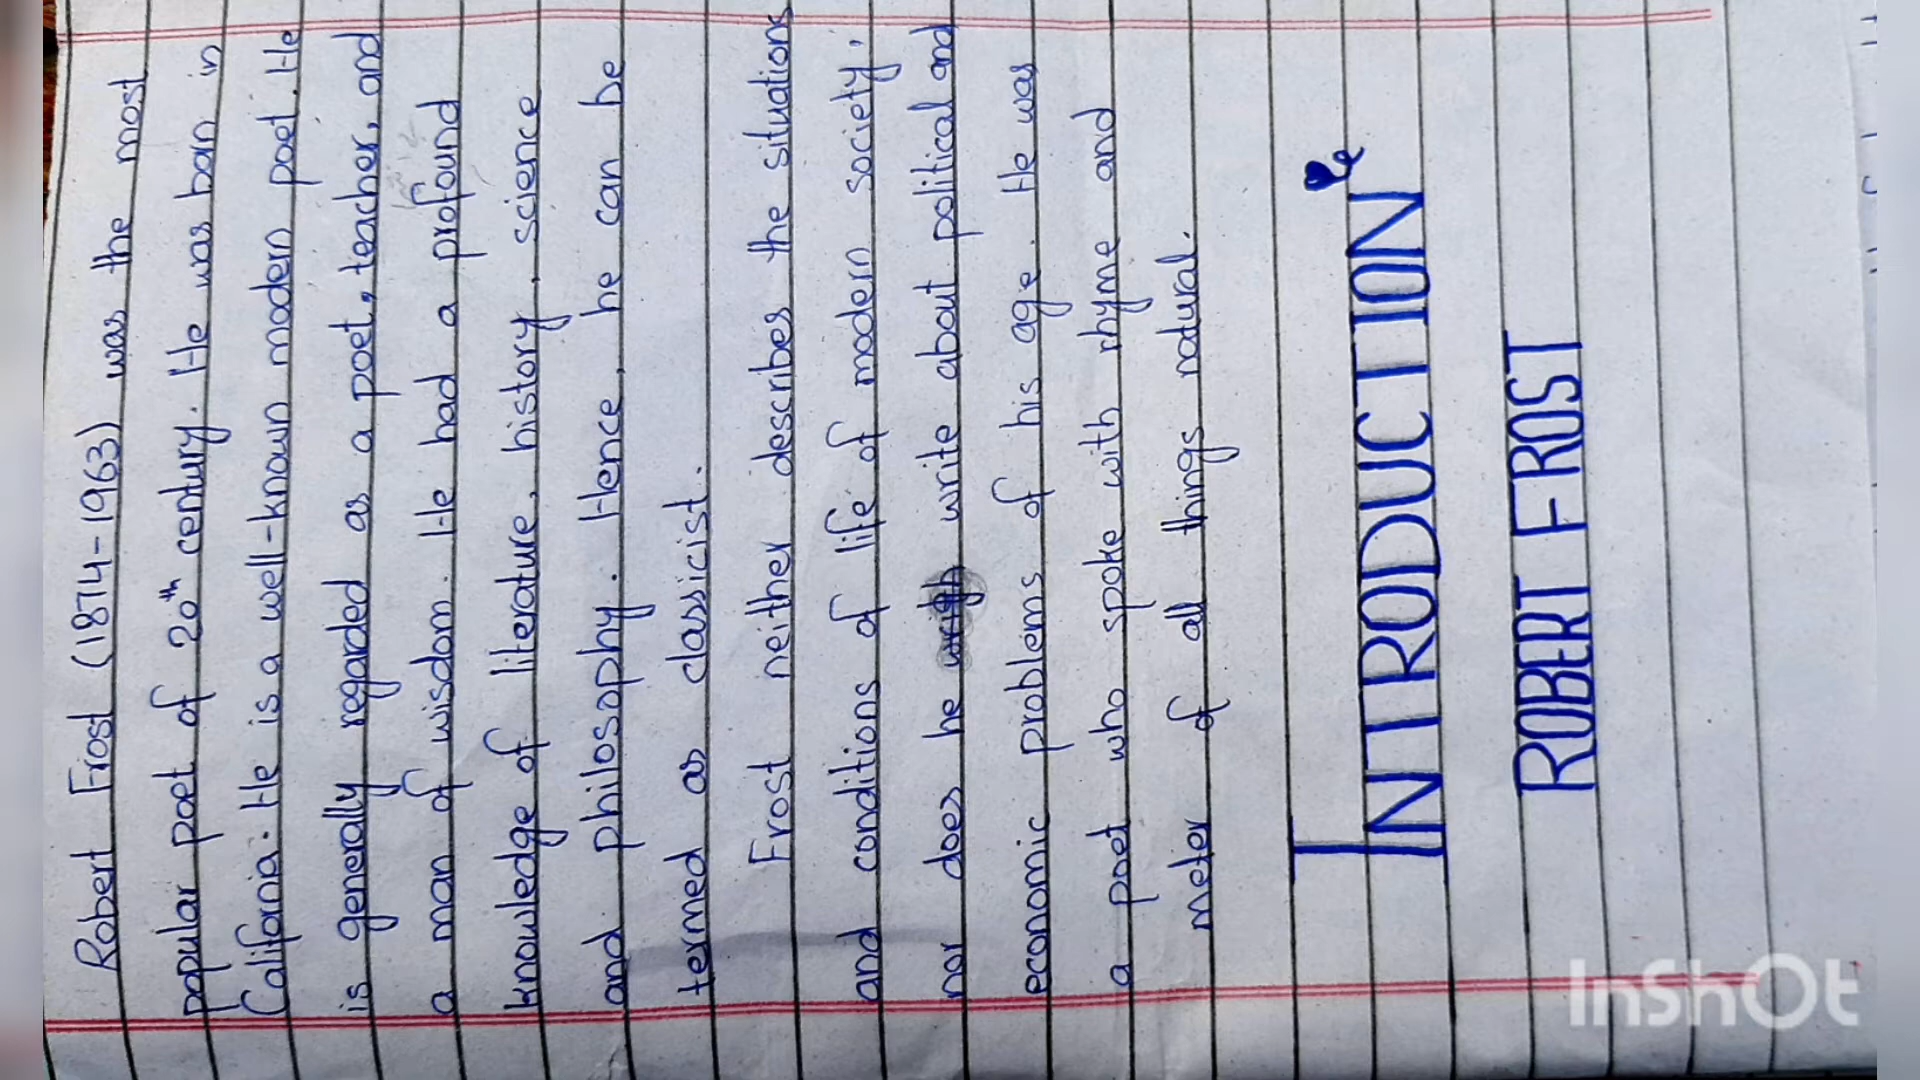 Robert Frost (1874-1963) was the most
popular poet of 20th century. He was born in
California. He is a well-known modern poet. He
is generally regarded as a poet, teacher, and
a man of wisdom. He had a profound
knowledge of literature, history, science
and philosophy. Hence, he can be
termed as classicist.
Frost neither describes the situations
and conditions of life of modern society,
nor does he write about political and
economic problems of his age. He was
a poet who spoke with rhyme and
meter of all things natural.
INTRODUCTION
ROBERT FROST
InShOt